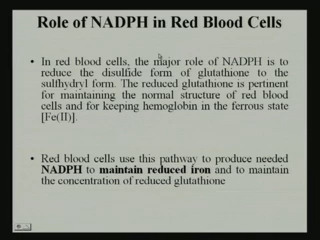 Role of NADPH in Red Blood Cells
• In red blood cells, the major role of NADPH is to
reduce the disulfide form of glutathione to the
sulfhydryl form. The reduced glutathione is pertinent
for maintaining the normal structure of red blood
cells and for keeping hemoglobin in the ferrous state
[Fe(II)].
• Red blood cells use this pathway to produce needed
NADPH to maintain reduced iron and to maintain
the concentration of reduced glutathione